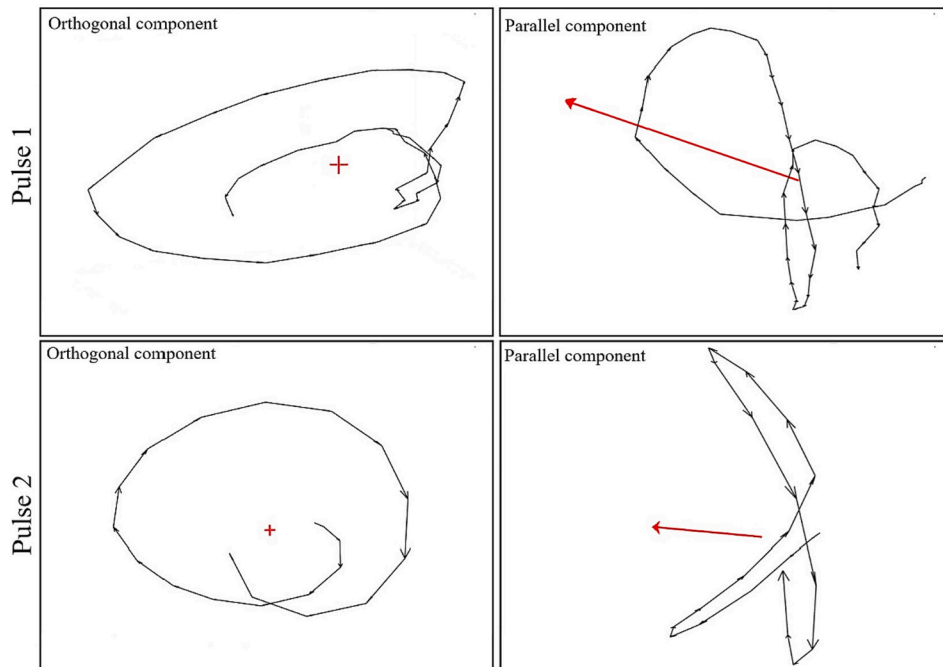 Orthogonal component
Parallel component
Pulse 1
Orthogonal component
Parallel component
Pulse 2